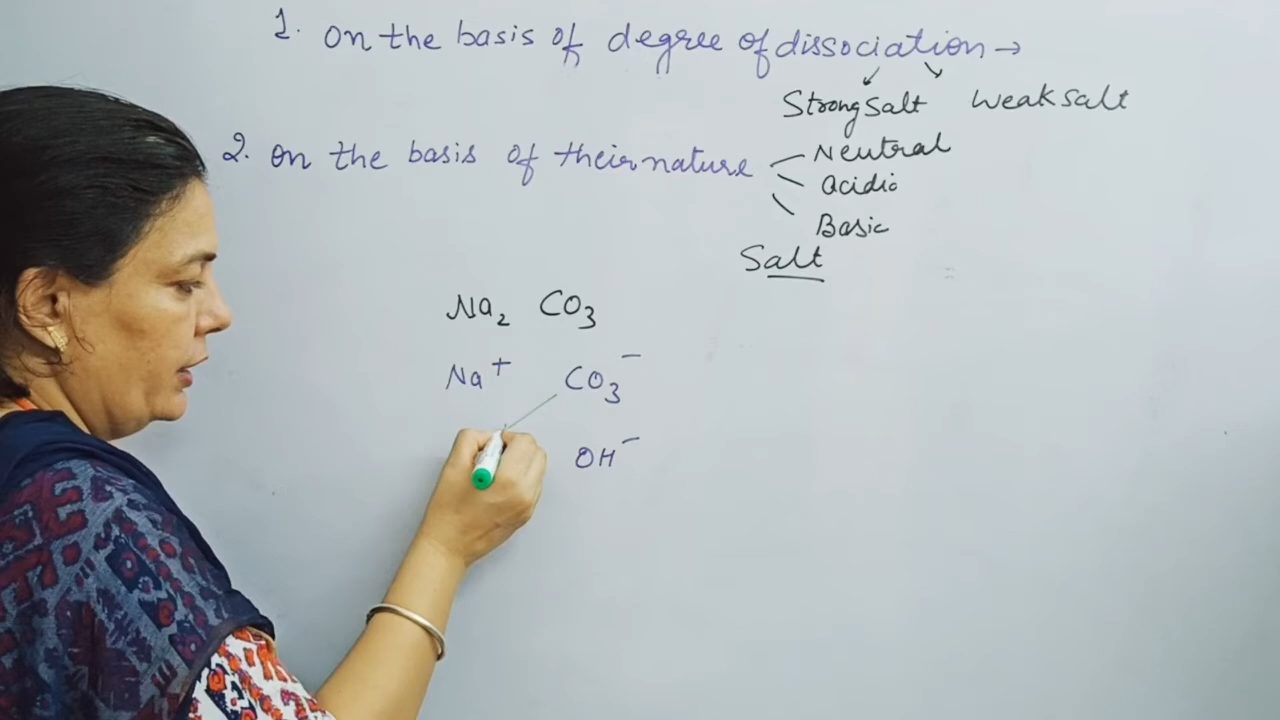 1. on the basis of degree of dissociation →
Strong salt Weak salt
2. on the basis of their nature
Neutral
acidic
Basic
Salt
Na₂ CO₃
Na⁺ CO₃⁻
OH⁻